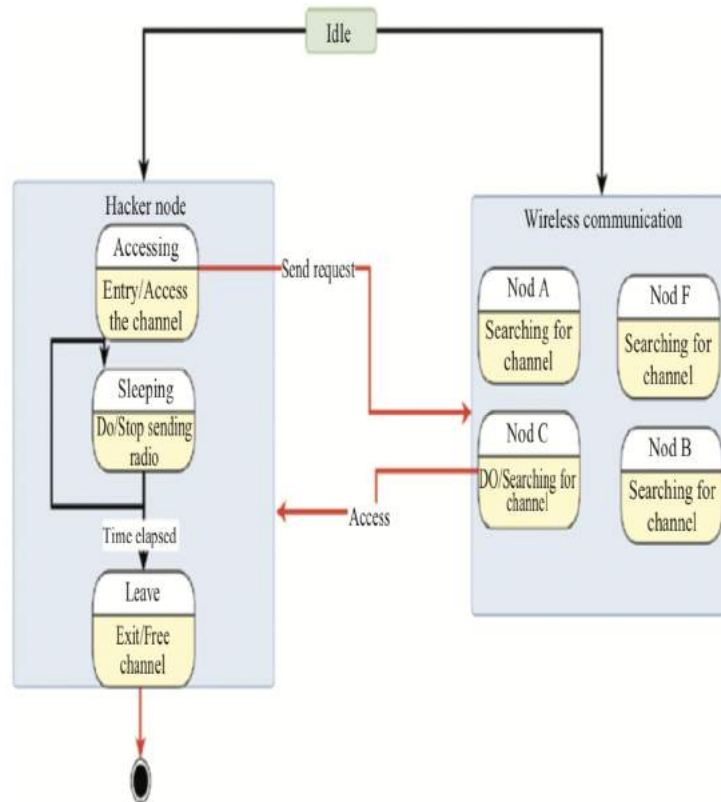 Idle
Hacker node
Accessing
Entry/Access
the channel
Sleeping
Do/Stop sending
radio
Time elapsed
Leave
Exit/Free
channel
Send request
Access
Wireless communication
Nod A
Searching for
channel
Nod F
Searching for
channel
Nod C
DO/Searching for
channel
Nod B
Searching for
channel